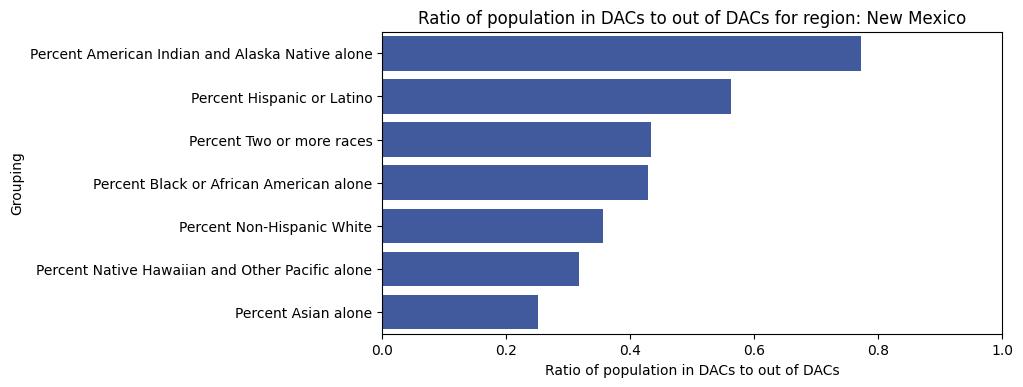 Ratio of population in DACs to out of DACs for region: New Mexico
Grouping
Percent American Indian and Alaska Native alone
Percent Hispanic or Latino
Percent Two or more races
Percent Black or African American alone
Percent Non-Hispanic White
Percent Native Hawaiian and Other Pacific alone
Percent Asian alone
0.0 0.2 0.4 0.6 0.8 1.0
Ratio of population in DACs to out of DACs